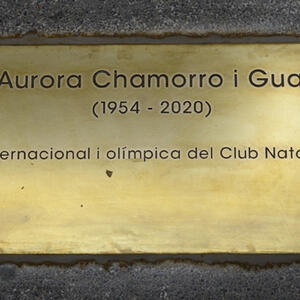 Aurora Chamorro i Gua
(1954 - 2020)
ernacional i olímpica del Club Nata